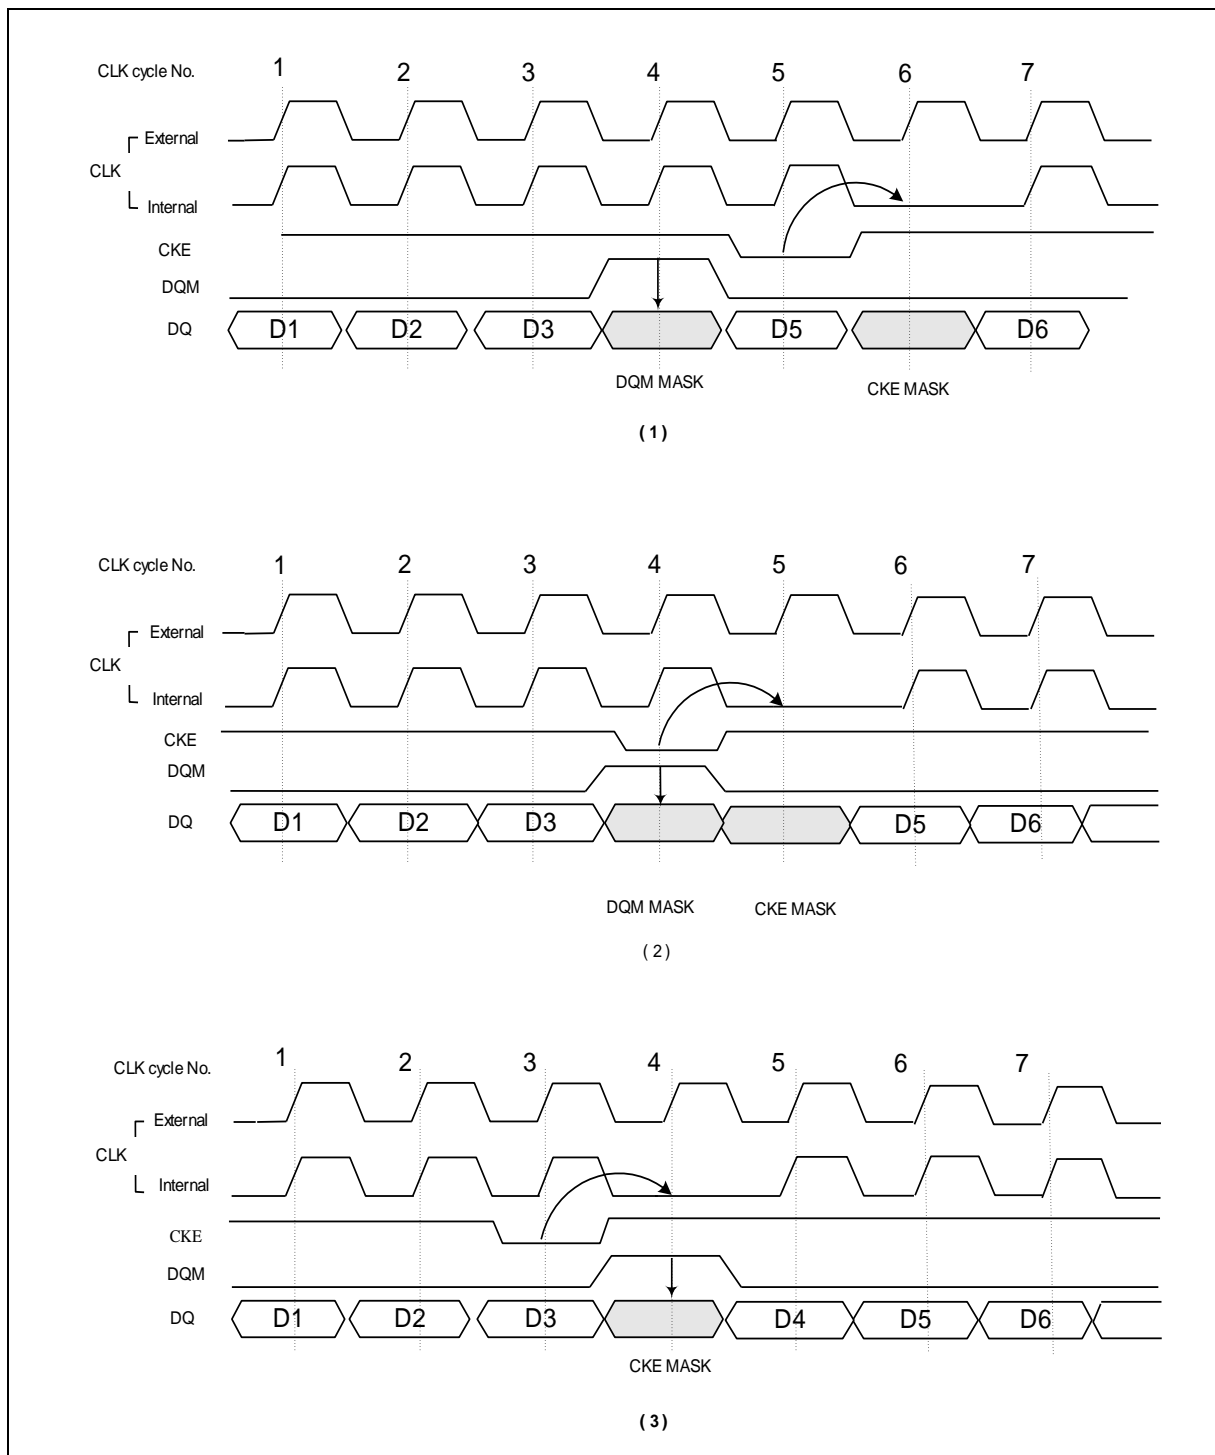 CLK cycle No. 1 2 3 4 5 6 7
External
CLK
Internal
CKE
DQM
DQ D1 D2 D3 D5 D6
DQM MASK CKE MASK
( 1 )
CLK cycle No. 1 2 3 4 5 6 7
External
CLK
Internal
CKE
DQM
DQ D1 D2 D3 D5 D6
DQM MASK CKE MASK
( 2 )
CLK cycle No. 1 2 3 4 5 6 7
External
CLK
Internal
CKE
DQM
DQ D1 D2 D3 D4 D5 D6
CKE MASK
( 3 )